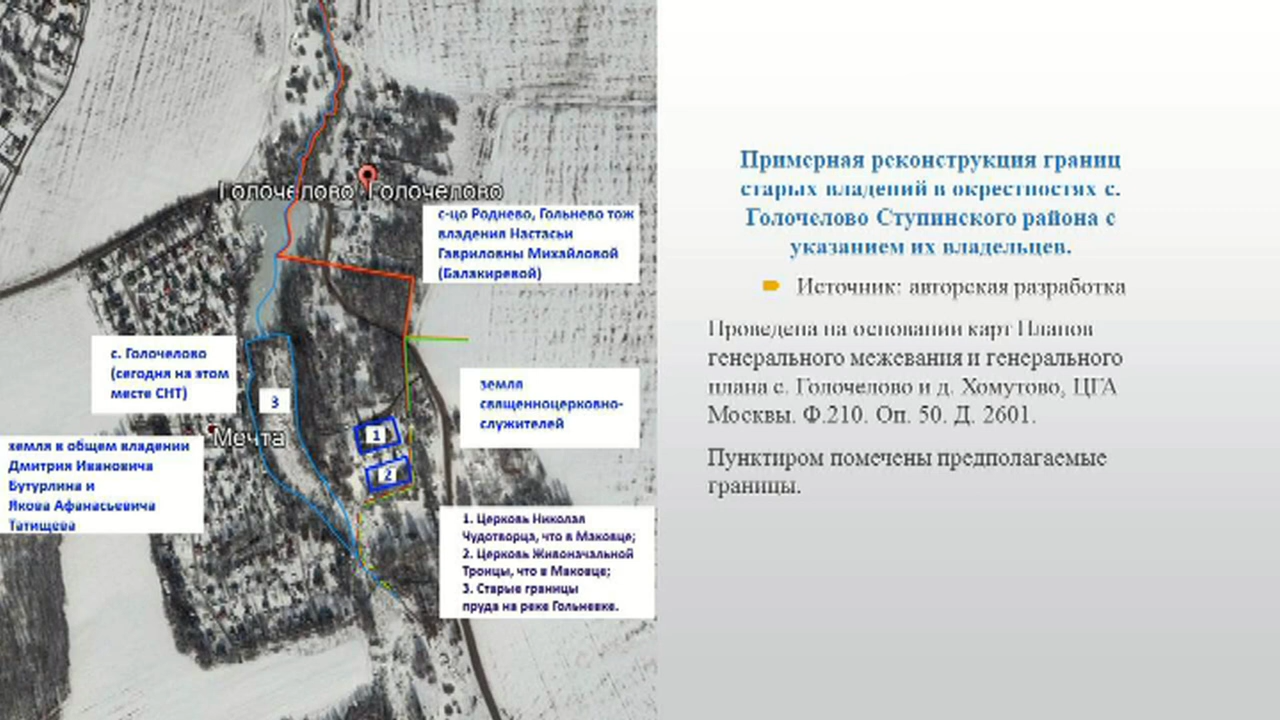 Голочелово Голочелово
с-цо Роднево, Гольнево тож
владения Настасьи
Гавриловны Михайловой
(Балакиревой)
с. Голочелово
(сегодня на этом
месте СНТ)
3
Мечта
земля
священноцерковно-
служителей
1
2
земля в общем владении
Дмитрия Ивановича
Бутурлина и
Якова Афанасьевича
Татищева
1. Церковь Николая
Чудотворца, что в Маковце;
2. Церковь Живоначальной
Троицы, что в Маковце;
3. Старые границы
пруда на реке Гольневке.
Примерная реконструкция границ
старых владений в окрестностях с.
Голочелово Ступинского района с
указанием их владельцев.
Источник: авторская разработка
Проведена на основании карт Планов
генерального межевания и генерального
плана с. Голочелово и д. Хомутово, ЦГА
Москвы. Ф.210. Оп. 50. Д. 2601.
Пунктиром помечены предполагаемые
границы.